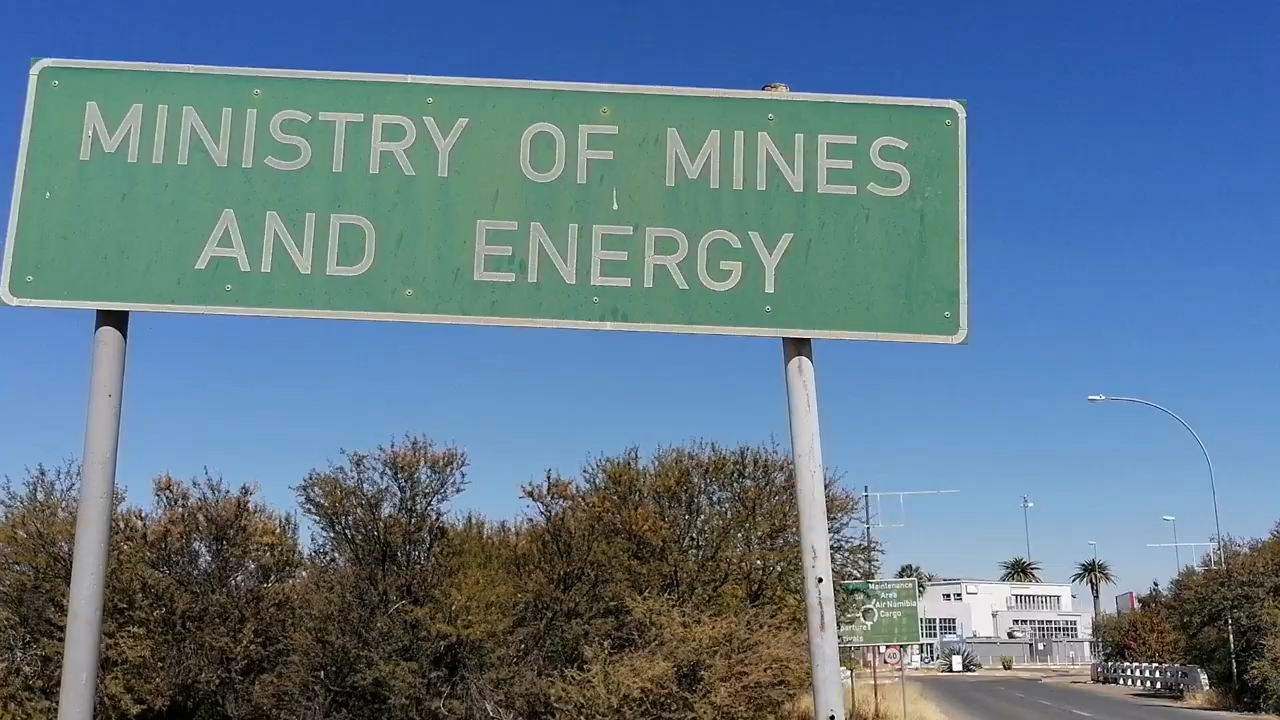 MINISTRY OF MINES
AND ENERGY
Maintenance
Area
Air Namibia
Cargo
40